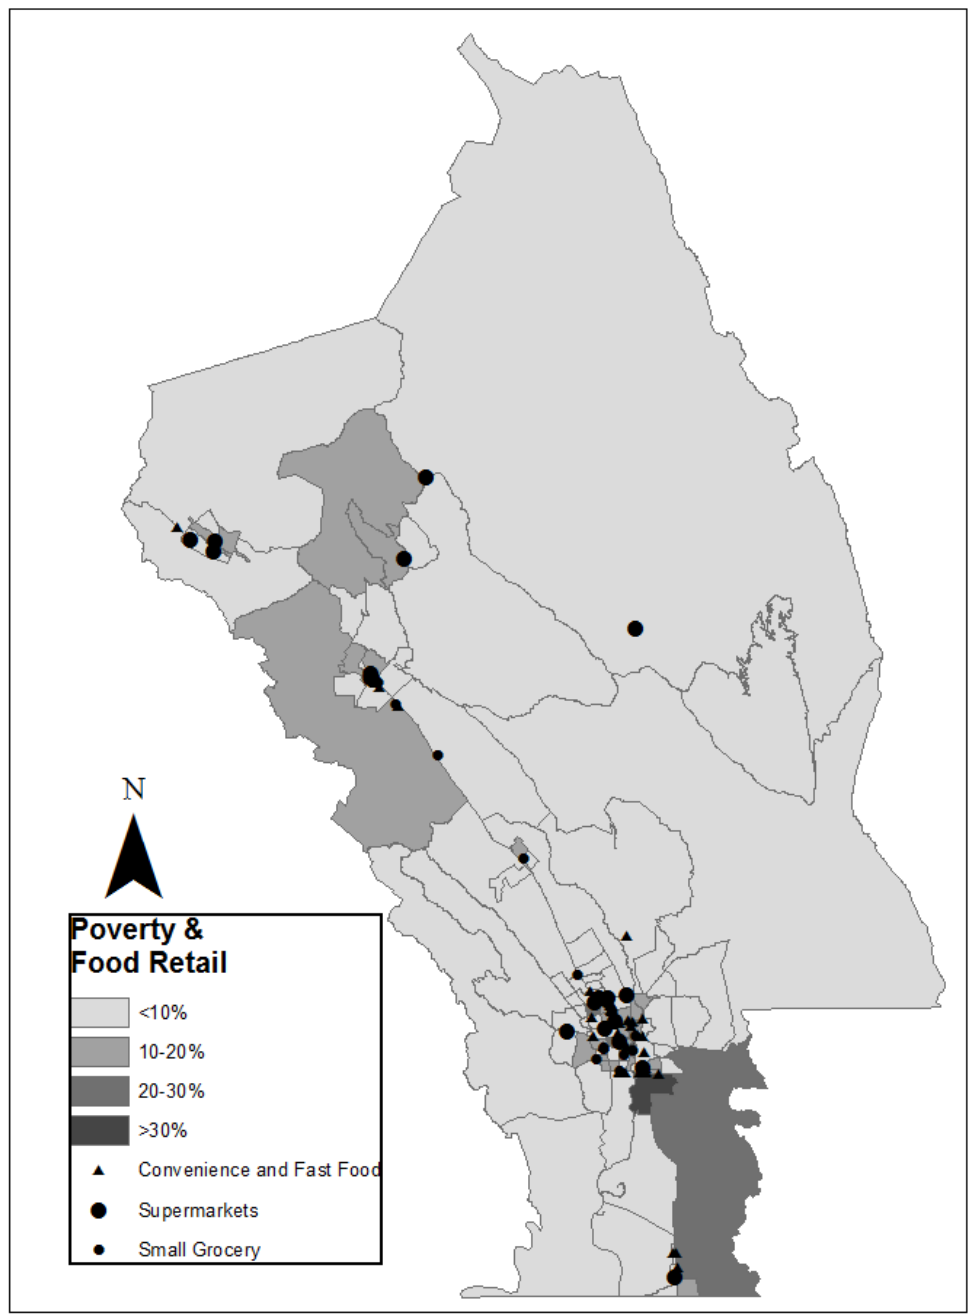 N
Poverty &
Food Retail
<10%
10-20%
20-30%
>30%
Convenience and Fast Food
Supermarkets
Small Grocery